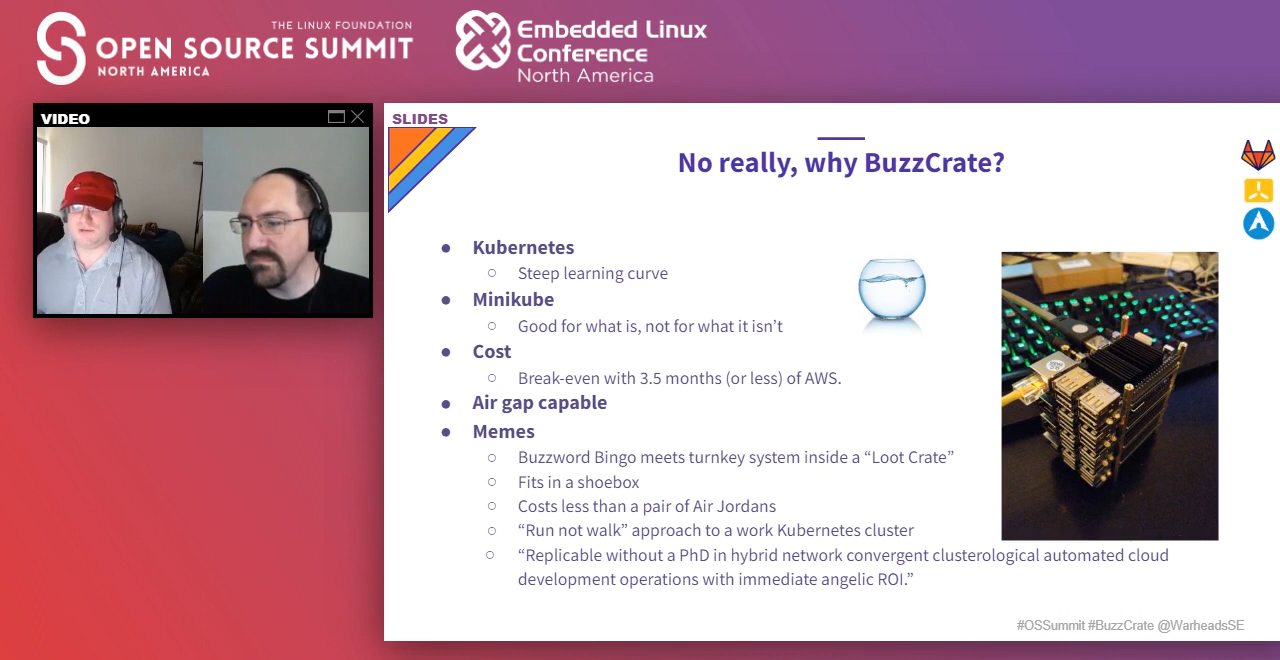 THE LINUX FOUNDATION
OPEN SOURCE SUMMIT
NORTH AMERICA
Embedded Linux
Conference
North America
VIDEO
SLIDES
No really, why BuzzCrate?
● Kubernetes
○ Steep learning curve
● Minikube
○ Good for what is, not for what it isn’t
● Cost
○ Break-even with 3.5 months (or less) of AWS.
● Air gap capable
● Memes
○ Buzzword Bingo meets turnkey system inside a “Loot Crate”
○ Fits in a shoebox
○ Costs less than a pair of Air Jordans
○ “Run not walk” approach to a work Kubernetes cluster
○ “Replicable without a PhD in hybrid network convergent clusterological automated cloud
development operations with immediate angelic ROI.”
#OSSummit #BuzzCrate @WarheadsSE